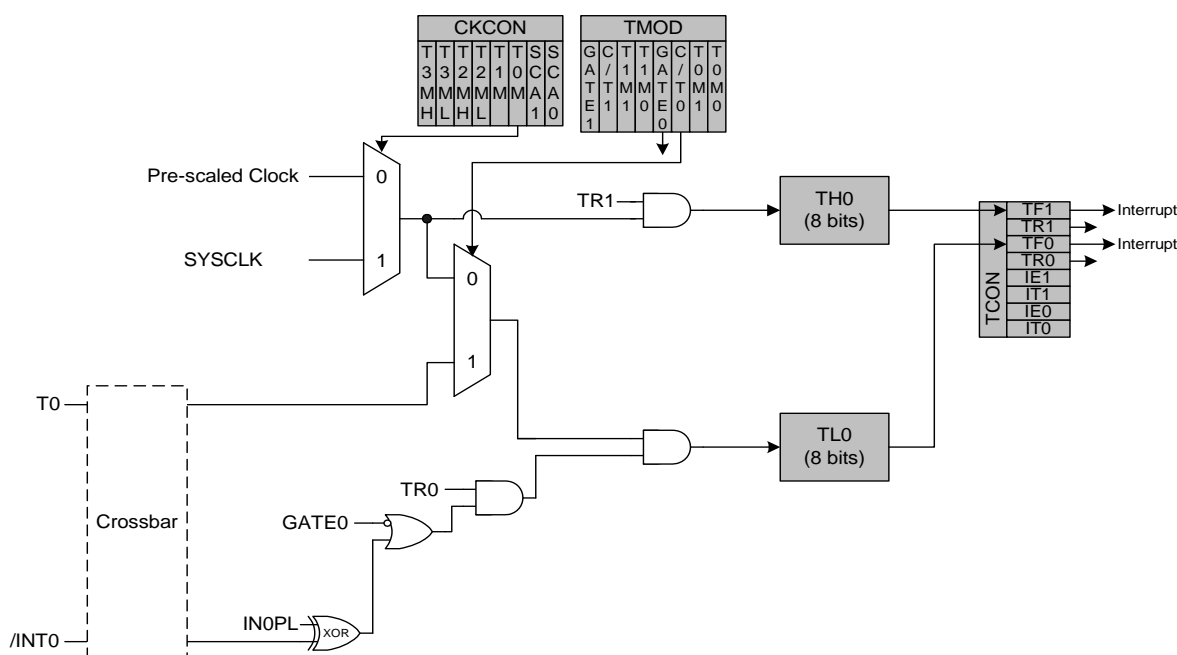 CKCON
T3MH T3ML T2MH T2ML T1M T0M SCA1 SCA0
TMOD
GATE1 C/T1 T1M1 T1M0 GATE0 C/T0 T0M1 T0M0
Pre-scaled Clock
0
SYSCLK
1
TR1
TH0
(8 bits)
TCON
TF1
TR1
TF0
TR0
IE1
IT1
IE0
IT0
Interrupt
Interrupt
0
1
T0
Crossbar
/INT0
TL0
(8 bits)
TR0
GATE0
IN0PL
XOR